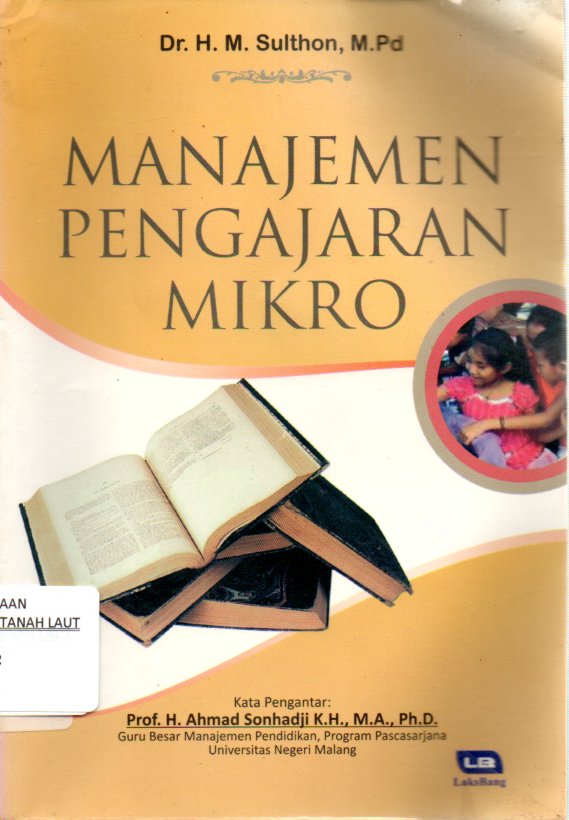 Dr. H. M. Sulthon, M.Pd
MANAJEMEN
PENGAJARAN
MIKRO
AAN
TANAH LAUT
Kata Pengantar:
Prof. H. Ahmad Sonhadji K.H., M.A., Ph.D.
Guru Besar Manajemen Pendidikan, Program Pascasarjana
Universitas Negeri Malang
LB
LaksBang